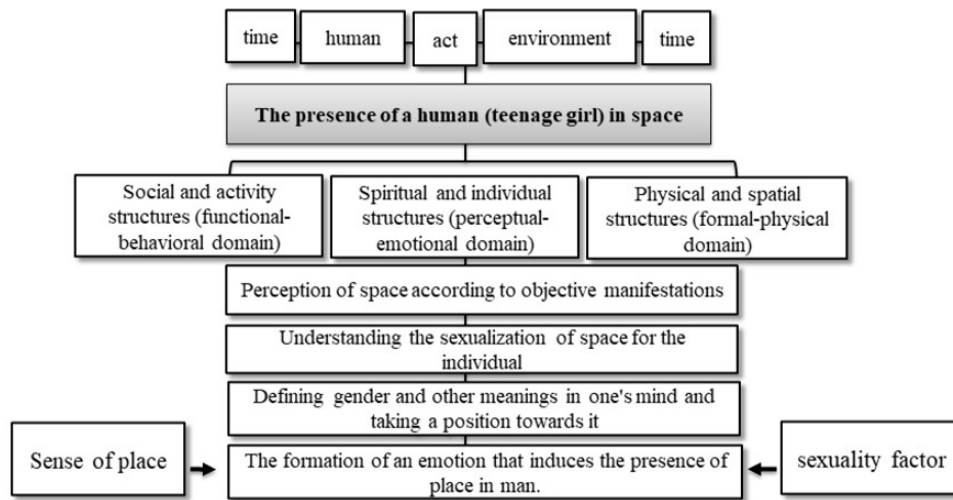 time human act environment time
The presence of a human (teenage girl) in space
Social and activity
structures (functional-
behavioral domain)
Spiritual and individual
structures (perceptual-
emotional domain)
Physical and spatial
structures (formal-physical
domain)
Perception of space according to objective manifestations
Understanding the sexualization of space for the
individual
Defining gender and other meanings in one's mind and
taking a position towards it
Sense of place
The formation of an emotion that induces the presence of
place in man.
sexuality factor